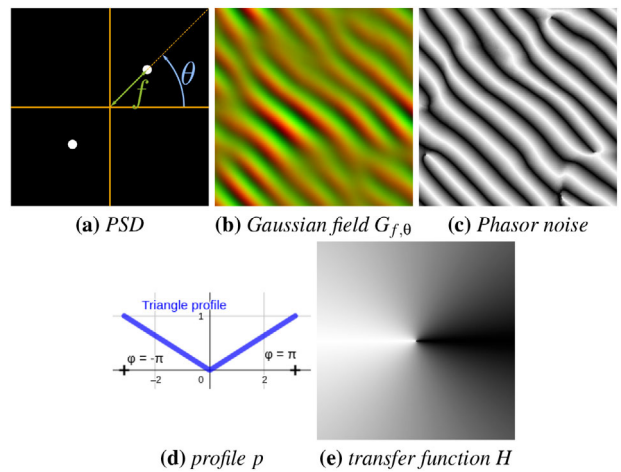 θ
f
(a) PSD
(b) Gaussian field G_{f,θ}
(c) Phasor noise
Triangle profile
1
φ = -π
φ = π
−2
0
2
(d) profile p
(e) transfer function H